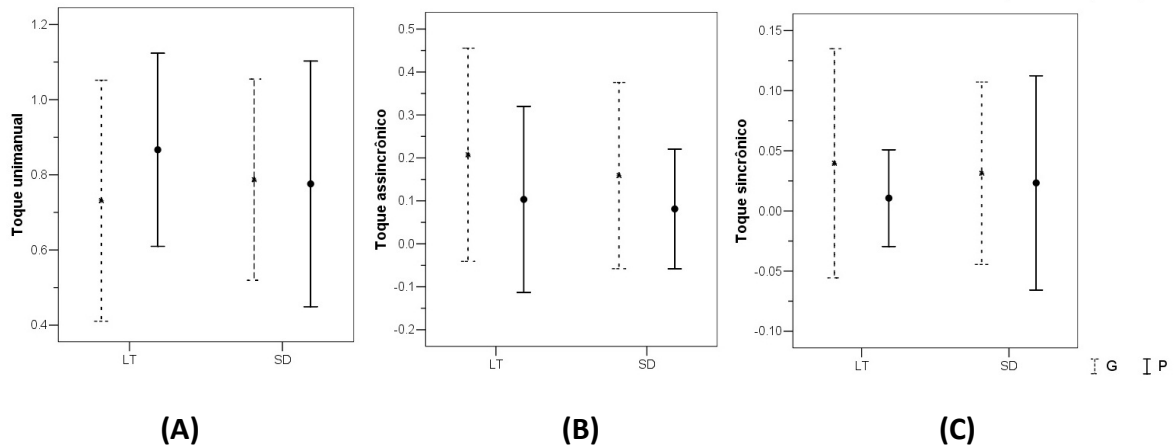 Toque unimanual
1.2
1.0
0.8
0.6
0.4
LT SD
(A)
Toque assincrônico
0.5
0.4
0.3
0.2
0.1
0.0
-0.1
-0.2
LT SD
(B)
Toque sincrônico
0.15
0.10
0.05
0.00
-0.05
-0.10
LT SD
(C)
G P